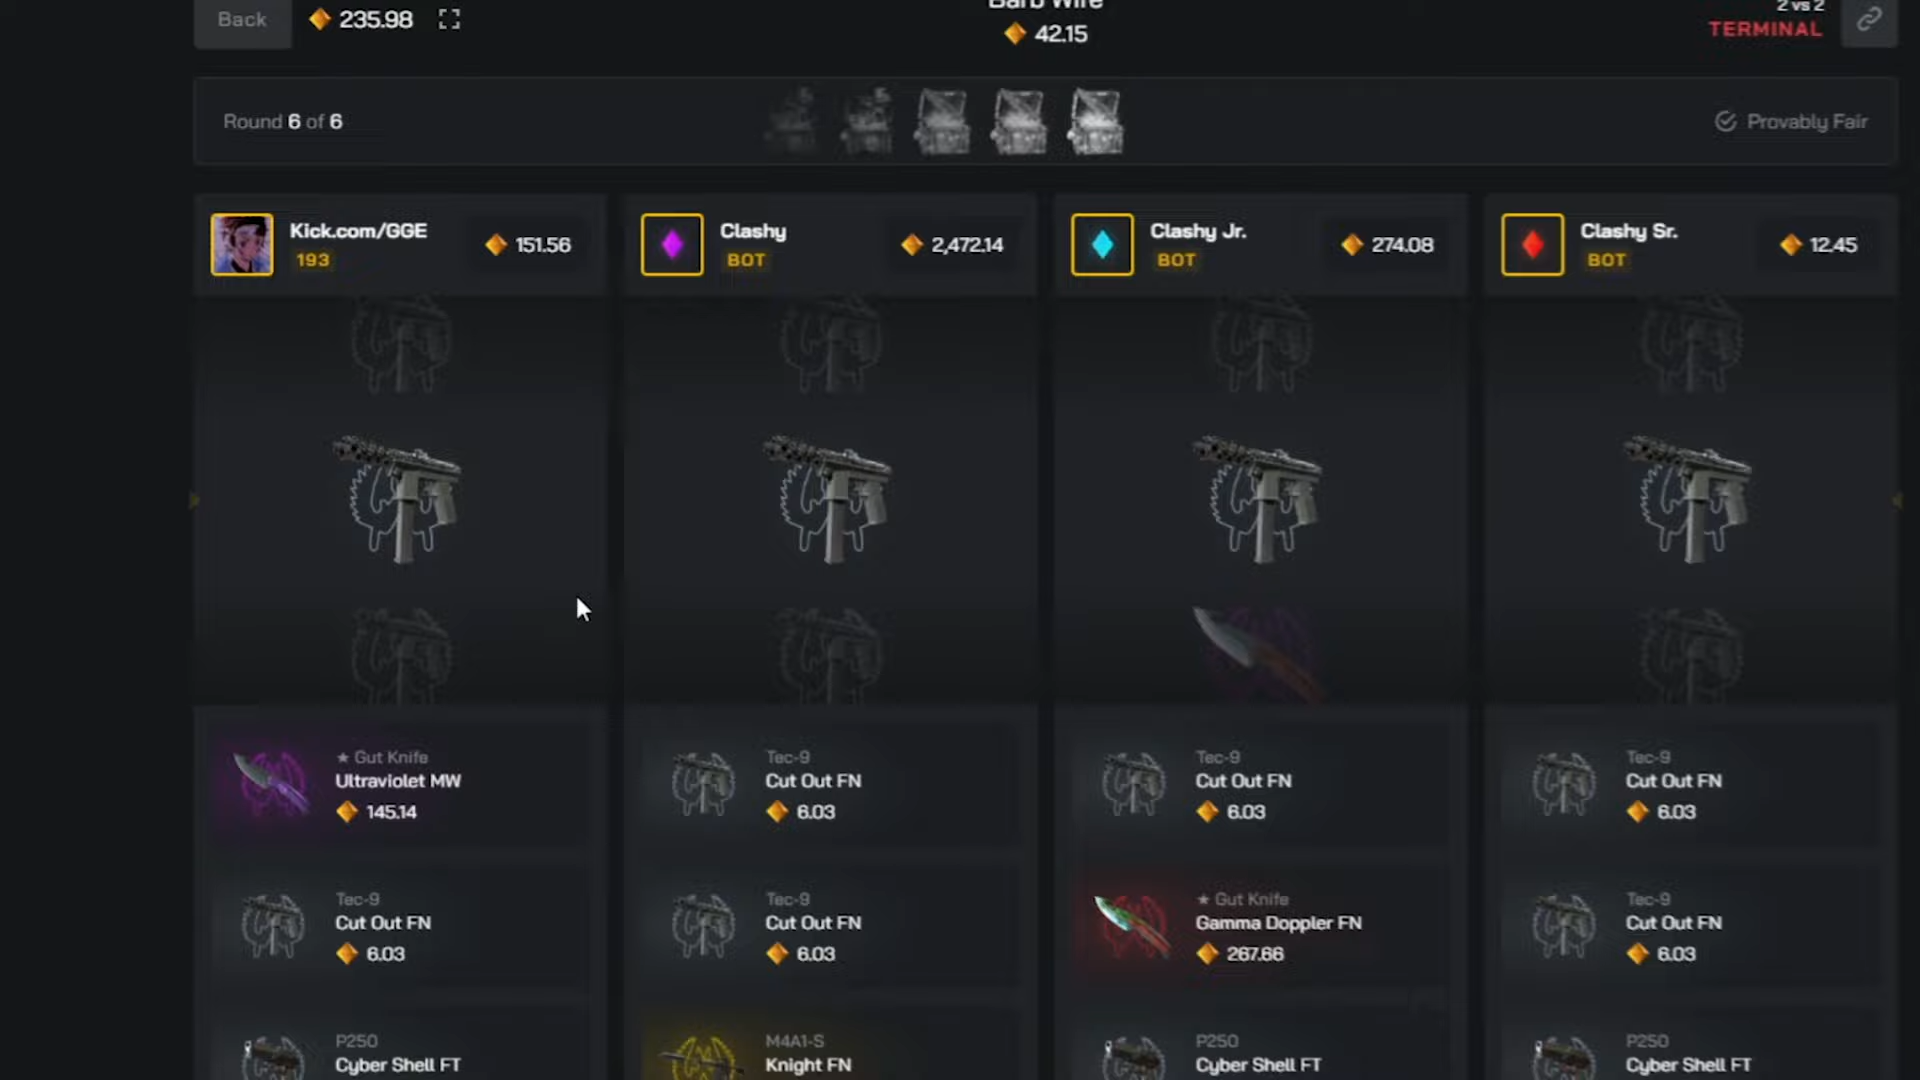 Back
235.98
Barb Wire
42.15
2 vs 2
TERMINAL
Round 6 of 6
Provably Fair
Kick.com/GGE
193
151.56
Clashy
BOT
2,472.14
Clashy Jr.
BOT
274.08
Clashy Sr.
BOT
12.45
★ Gut Knife
Ultraviolet MW
145.14
Tec-9
Cut Out FN
6.03
Tec-9
Cut Out FN
6.03
Tec-9
Cut Out FN
6.03
Tec-9
Cut Out FN
6.03
Tec-9
Cut Out FN
6.03
★ Gut Knife
Gamma Doppler FN
267.66
Tec-9
Cut Out FN
6.03
P250
Cyber Shell FT
M4A1-S
Knight FN
P250
Cyber Shell FT
P250
Cyber Shell FT